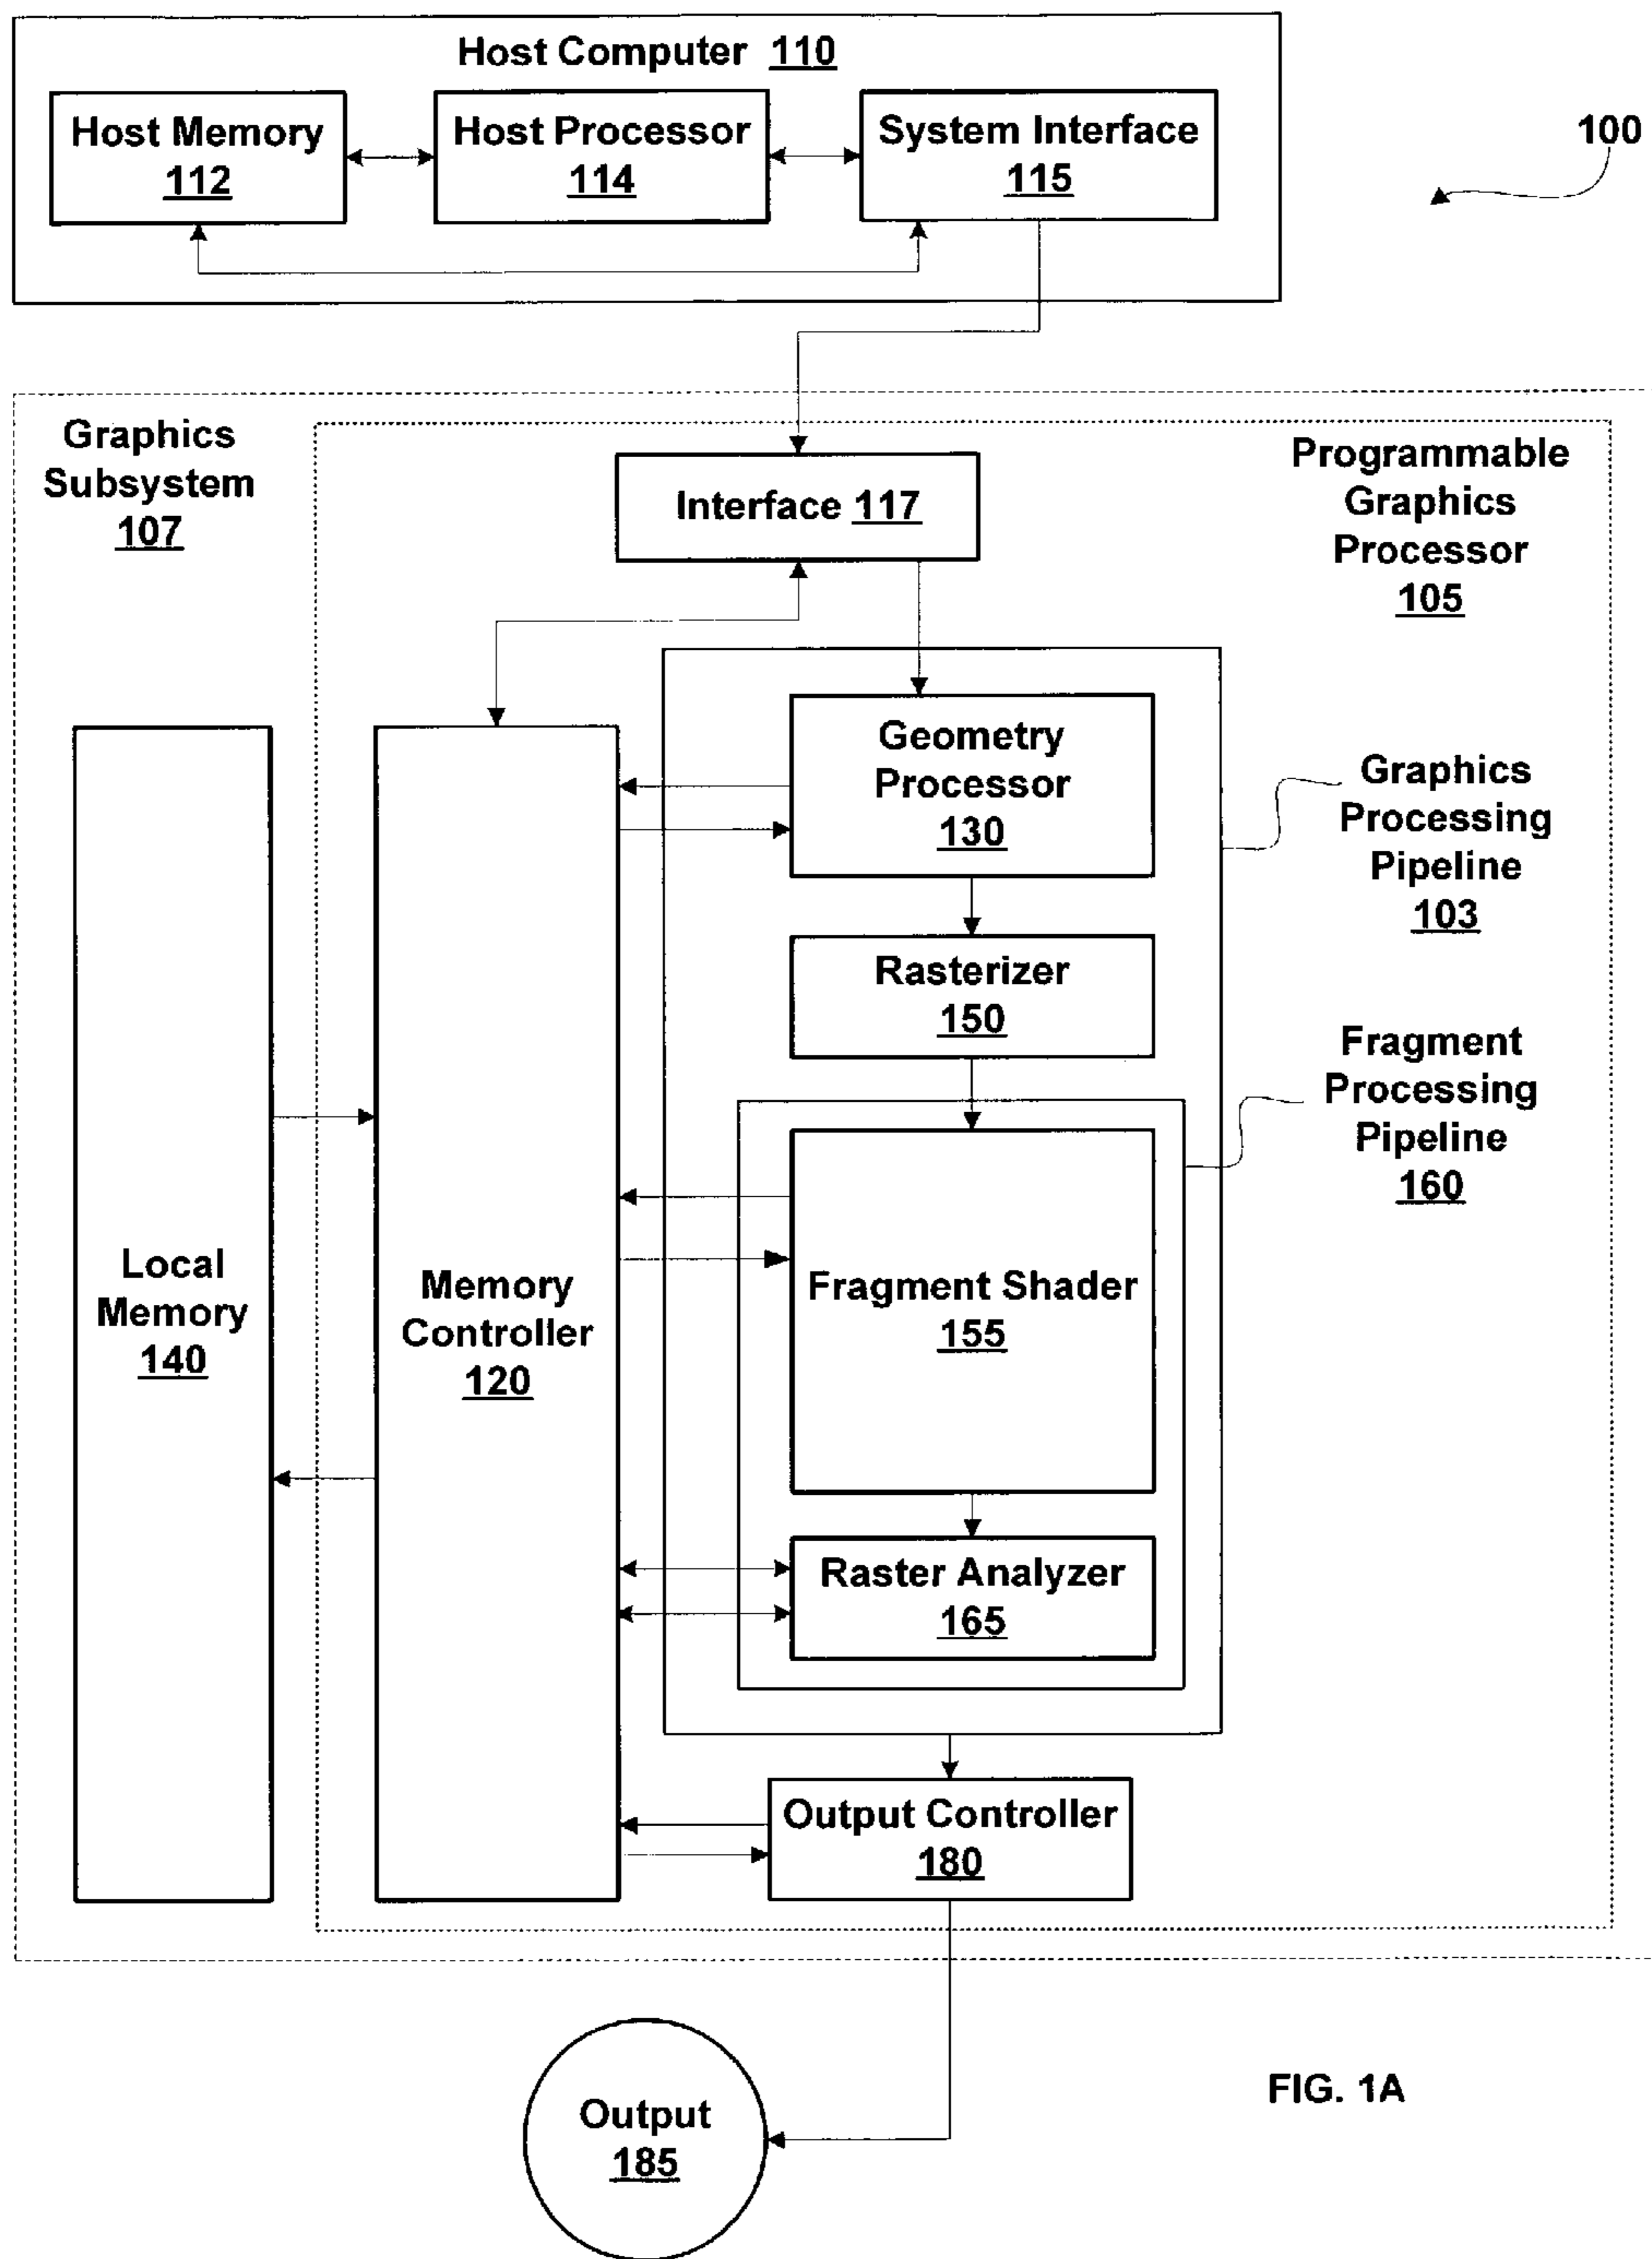 Host Computer 110
Host Memory
112
Host Processor
114
System Interface
115
100
Graphics
Subsystem
107
Programmable
Graphics
Processor
105
Interface 117
Geometry
Processor
130
Graphics
Processing
Pipeline
103
Rasterizer
150
Fragment
Processing
Pipeline
160
Local
Memory
140
Memory
Controller
120
Fragment Shader
155
Raster Analyzer
165
Output Controller
180
Output
185
FIG. 1A